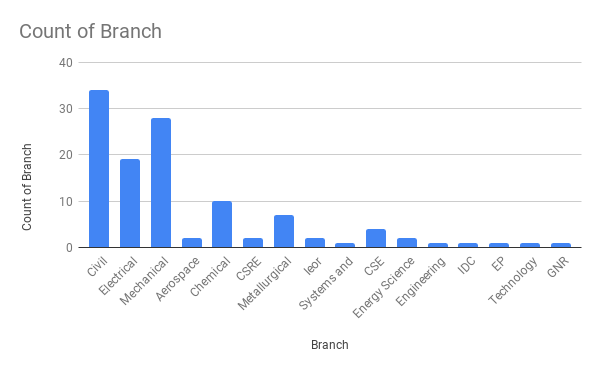 Count of Branch
Count of Branch
40
30
20
10
0
Civil
Electrical
Mechanical
Aerospace
Chemical
CSRE
Metallurgical
Ieor
Systems and
CSE
Energy Science
Engineering
IDC
EP
Technology
GNR
Branch